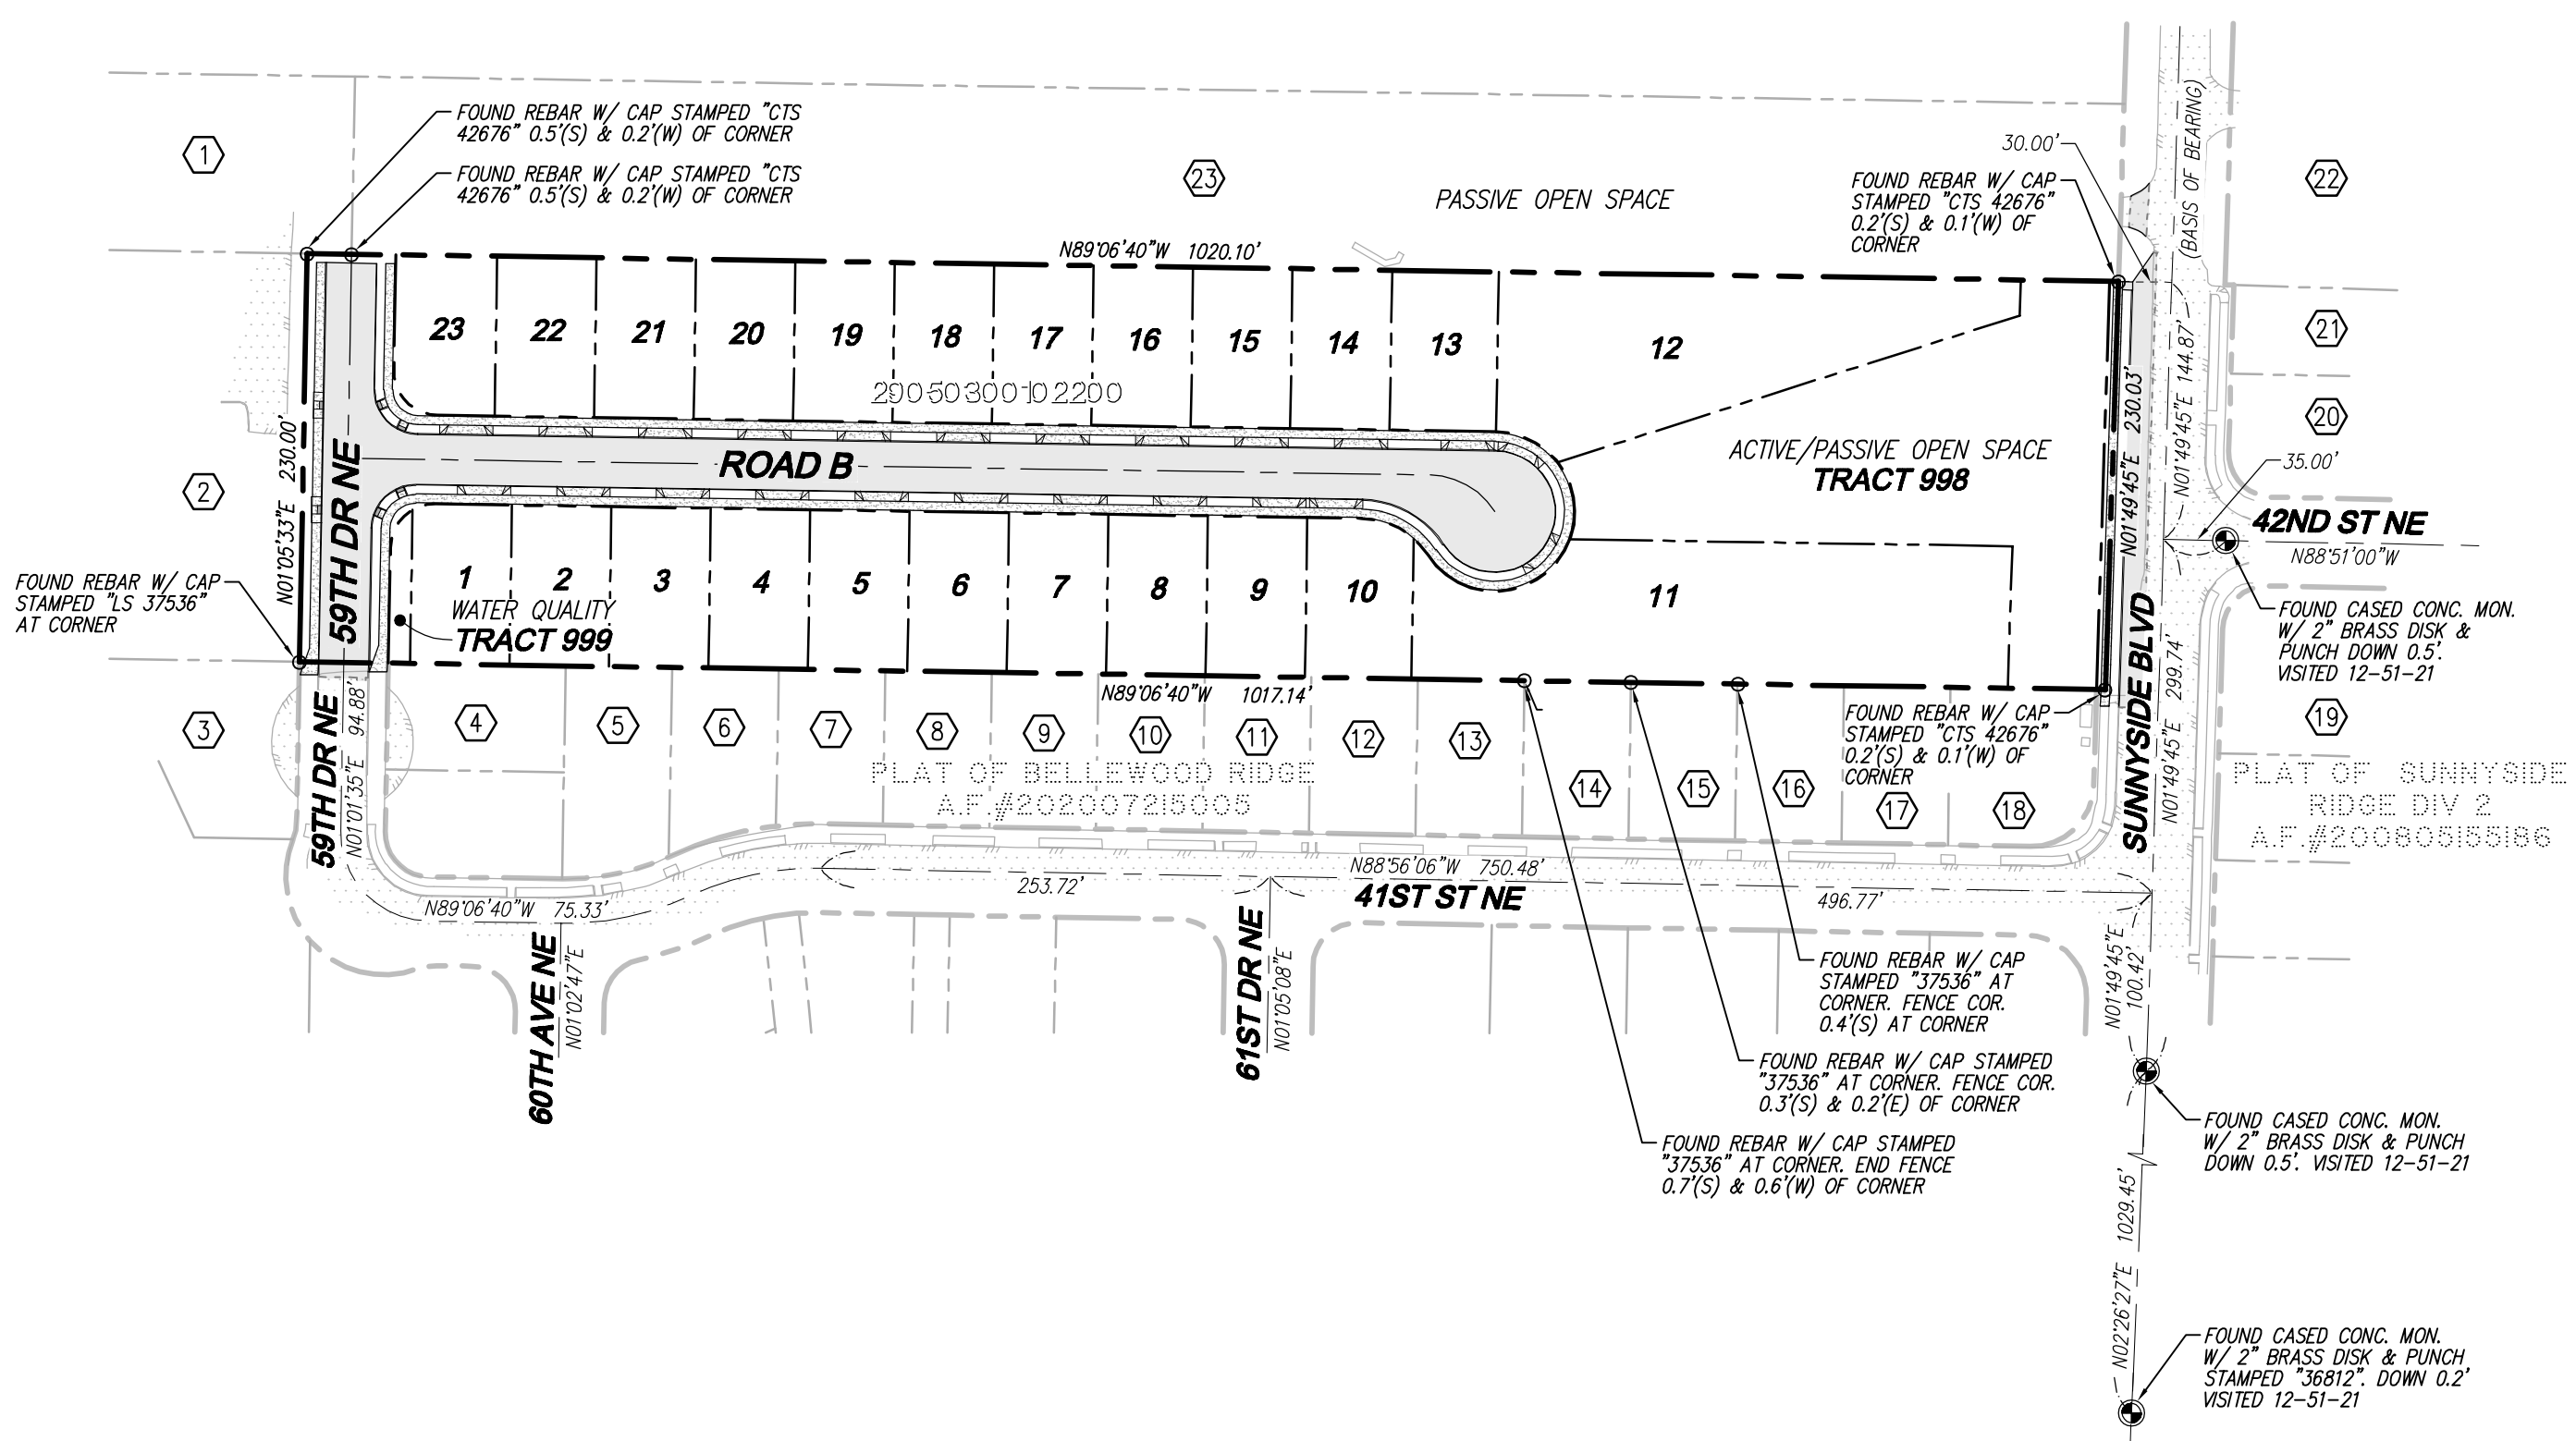 FOUND REBAR W/ CAP STAMPED "CTS
42676" 0.5'(S) & 0.2'(W) OF CORNER
FOUND REBAR W/ CAP STAMPED "CTS
42676" 0.5'(S) & 0.2'(W) OF CORNER
1
23
PASSIVE OPEN SPACE
30.00'
FOUND REBAR W/ CAP
STAMPED "CTS 42676"
0.2'(S) & 0.1'(W) OF
CORNER
(BASIS OF BEARING)
22
N89°06'40"W 1020.10'
23
22
21
20
19
18
17
16
15
14
13
12
21
20
29050300102200
N01°05'33"E 230.00'
2
59TH DR NE
ROAD B
ACTIVE/PASSIVE OPEN SPACE
TRACT 998
N01°49'45"E 230.03'
N01°49'45"E 144.87'
35.00'
42ND ST NE
N88°51'00"W
FOUND REBAR W/ CAP
STAMPED "LS 37536"
AT CORNER
1
2
3
4
5
6
7
8
9
10
11
WATER QUALITY
TRACT 999
FOUND CASED CONC. MON.
W/ 2" BRASS DISK &
PUNCH DOWN 0.5'.
VISITED 12-51-21
SUNNYSIDE BLVD
N01°49'45"E 299.74'
N89°06'40"W 1017.14'
3
59TH DR NE
N01°01'35"E 94.88'
4
5
6
7
8
9
10
11
12
13
14
15
16
17
18
19
FOUND REBAR W/ CAP
STAMPED "CTS 42676"
0.2'(S) & 0.1'(W) OF
CORNER
PLAT OF BELLEWOOD RIDGE
A.F.#202007215005
PLAT OF SUNNYSIDE
RIDGE DIV 2
A.F.#200805155186
N89°06'40"W 75.33'
253.72'
N88°56'06"W 750.48'
41ST ST NE
496.77'
60TH AVE NE
N01°02'47"E
61ST DR NE
N01°05'08"E
N01°49'45"E
100.42'
FOUND REBAR W/ CAP
STAMPED "37536" AT
CORNER. FENCE COR.
0.4'(S) AT CORNER
FOUND REBAR W/ CAP STAMPED
"37536" AT CORNER. FENCE COR.
0.3'(S) & 0.2'(E) OF CORNER
FOUND REBAR W/ CAP STAMPED
"37536" AT CORNER. END FENCE
0.7'(S) & 0.6'(W) OF CORNER
FOUND CASED CONC. MON.
W/ 2" BRASS DISK & PUNCH
DOWN 0.5'. VISITED 12-51-21
N02°26'27"E 1029.45'
FOUND CASED CONC. MON.
W/ 2" BRASS DISK & PUNCH
STAMPED "36812". DOWN 0.2'
VISITED 12-51-21